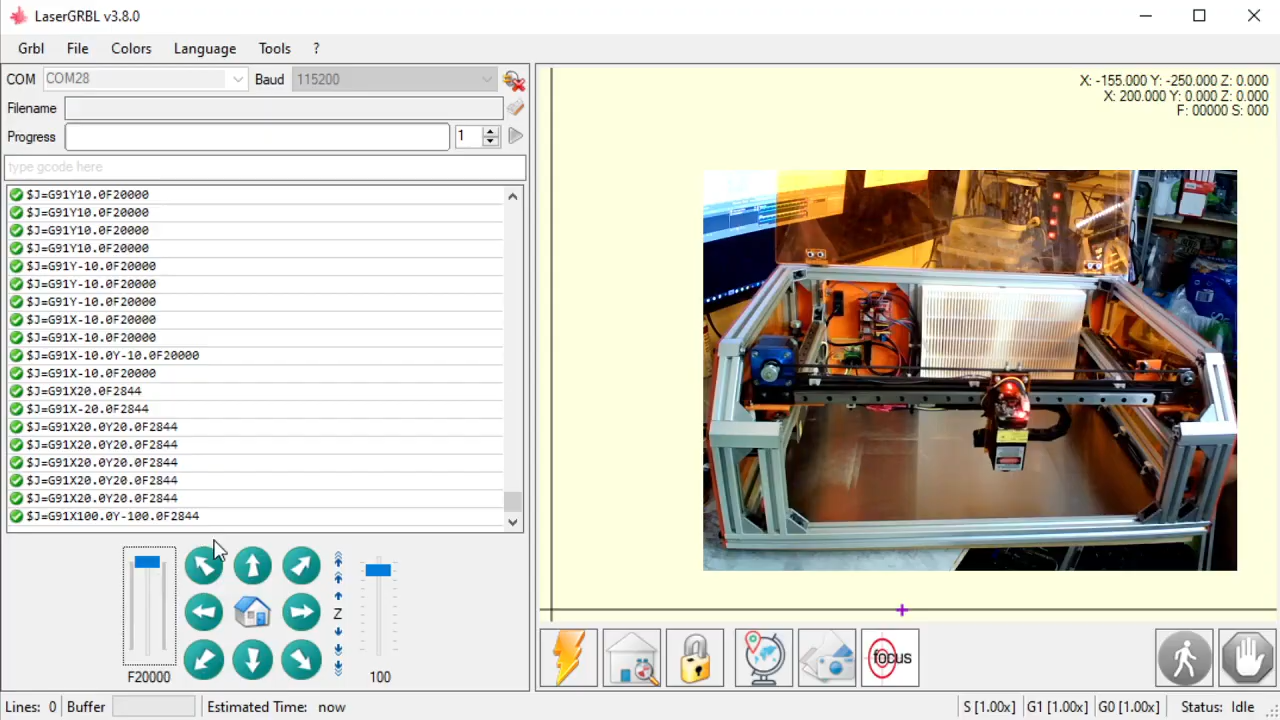 LaserGRBL v3.8.0
Grbl File Colors Language Tools ?
COM COM28 Baud 115200
Filename
Progress 1
type gcode here
$J=G91Y10.0F20000
$J=G91Y10.0F20000
$J=G91Y10.0F20000
$J=G91Y10.0F20000
$J=G91Y-10.0F20000
$J=G91Y-10.0F20000
$J=G91Y-10.0F20000
$J=G91X-10.0F20000
$J=G91X-10.0F20000
$J=G91X-10.0Y-10.0F20000
$J=G91X-10.0F20000
$J=G91X20.0F2844
$J=G91X-20.0F2844
$J=G91X20.0Y20.0F2844
$J=G91X20.0Y20.0F2844
$J=G91X20.0Y20.0F2844
$J=G91X20.0Y20.0F2844
$J=G91X20.0Y20.0F2844
$J=G91X100.0Y-100.0F2844
Z
F20000
100
X: -155.000 Y: -250.000 Z: 0.000
X: 200.000 Y: 0.000 Z: 0.000
F: 00000 S: 000
focus
Lines: 0 Buffer Estimated Time: now
S [1.00x] G1 [1.00x] G0 [1.00x] Status: Idle